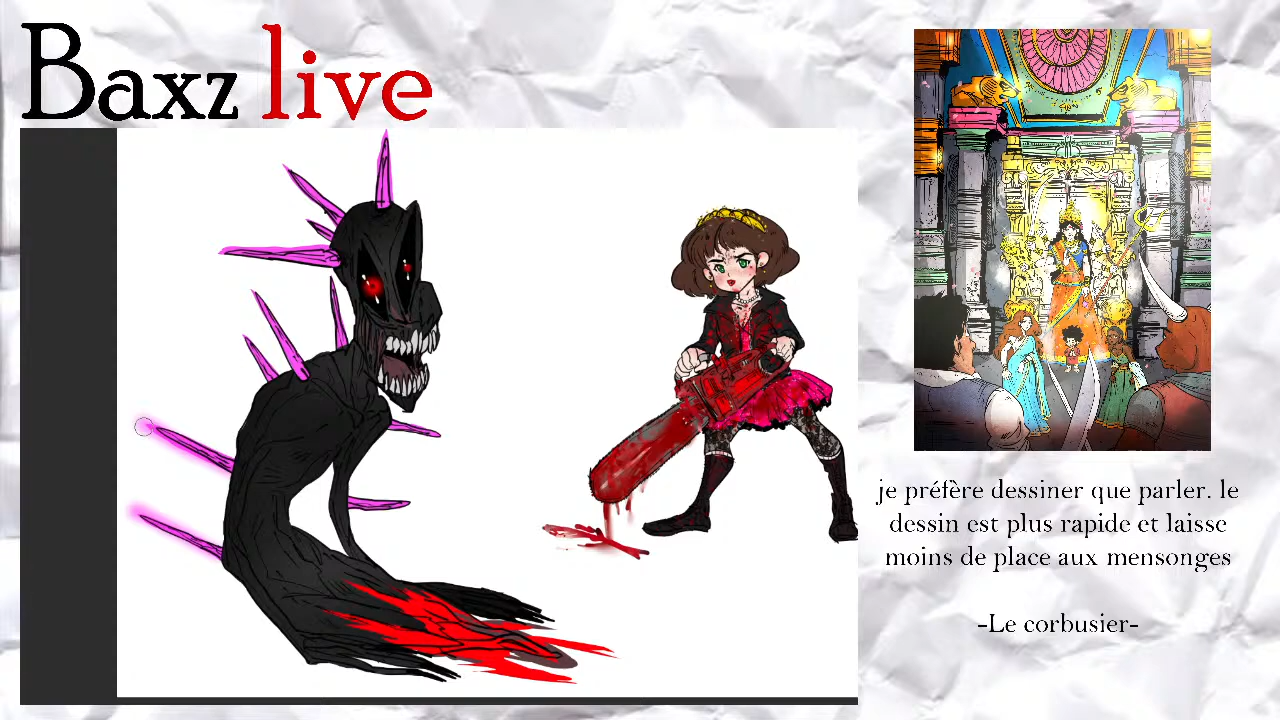 Baxz live
je préfère dessiner que parler. le
dessin est plus rapide et laisse
moins de place aux mensonges
-Le corbusier-